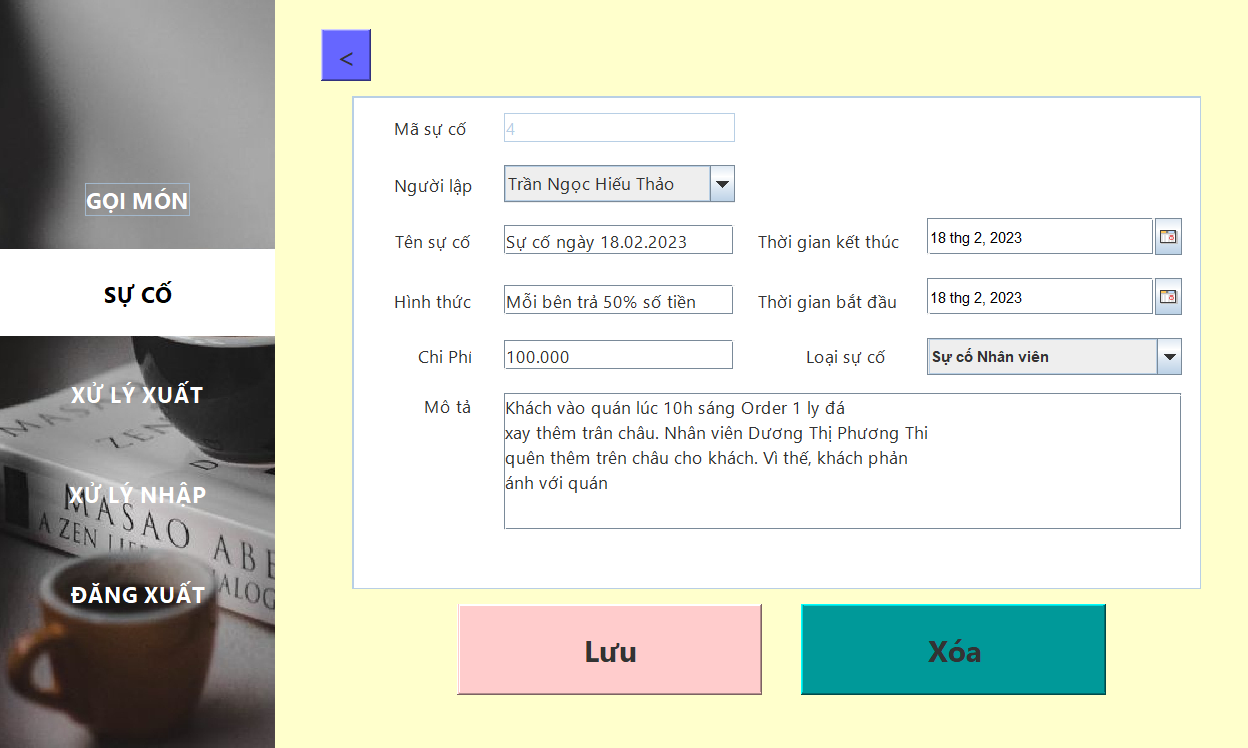 <
Mã sự cố
4
Người lập
Trần Ngọc Hiếu Thảo
Tên sự cố
Sự cố ngày 18.02.2023
Thời gian kết thúc
18 thg 2, 2023
Hình thức
Mỗi bên trả 50% số tiền
Thời gian bắt đầu
18 thg 2, 2023
Chi Phí
100.000
Loại sự cố
Sự cố Nhân viên
Mô tả
Khách vào quán lúc 10h sáng Order 1 ly đá
xay thêm trân châu. Nhân viên Dương Thị Phương Thi
quên thêm trên châu cho khách. Vì thế, khách phản
ánh với quán
Lưu
Xóa
GỌI MÓN
SỰ CỐ
XỬ LÝ XUẤT
XỬ LÝ NHẬP
ĐĂNG XUẤT
MASAO ABE
A ZEN LIFE